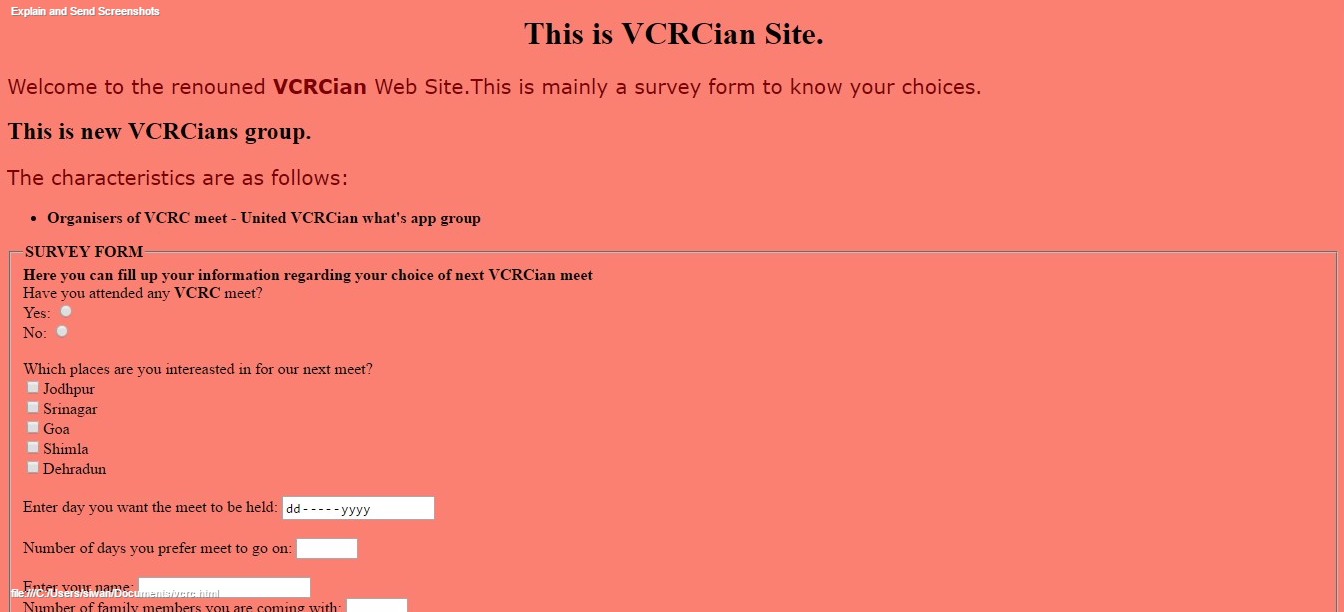 Explain and Send Screenshots
This is VCRCian Site.
Welcome to the renouned VCRCian Web Site.This is mainly a survey form to know your choices.
This is new VCRCians group.
The characteristics are as follows:
• Organisers of VCRC meet - United VCRCian what's app group
SURVEY FORM
Here you can fill up your information regarding your choice of next VCRCian meet
Have you attended any VCRC meet?
Yes:
No:
Which places are you intereasted in for our next meet?
Jodhpur
Srinagar
Goa
Shimla
Dehradun
Enter day you want the meet to be held: dd-----yyyy
Number of days you prefer meet to go on:
Enter your name:
file:///C:/Users/siwan/Documents/vcrc.html
Number of family members you are coming with: